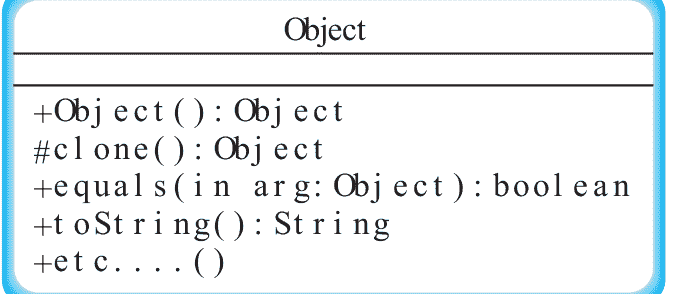 Object
+Object():Object
#clone():Object
+equals(in arg:Object):boolean
+toString():String
+etc....()